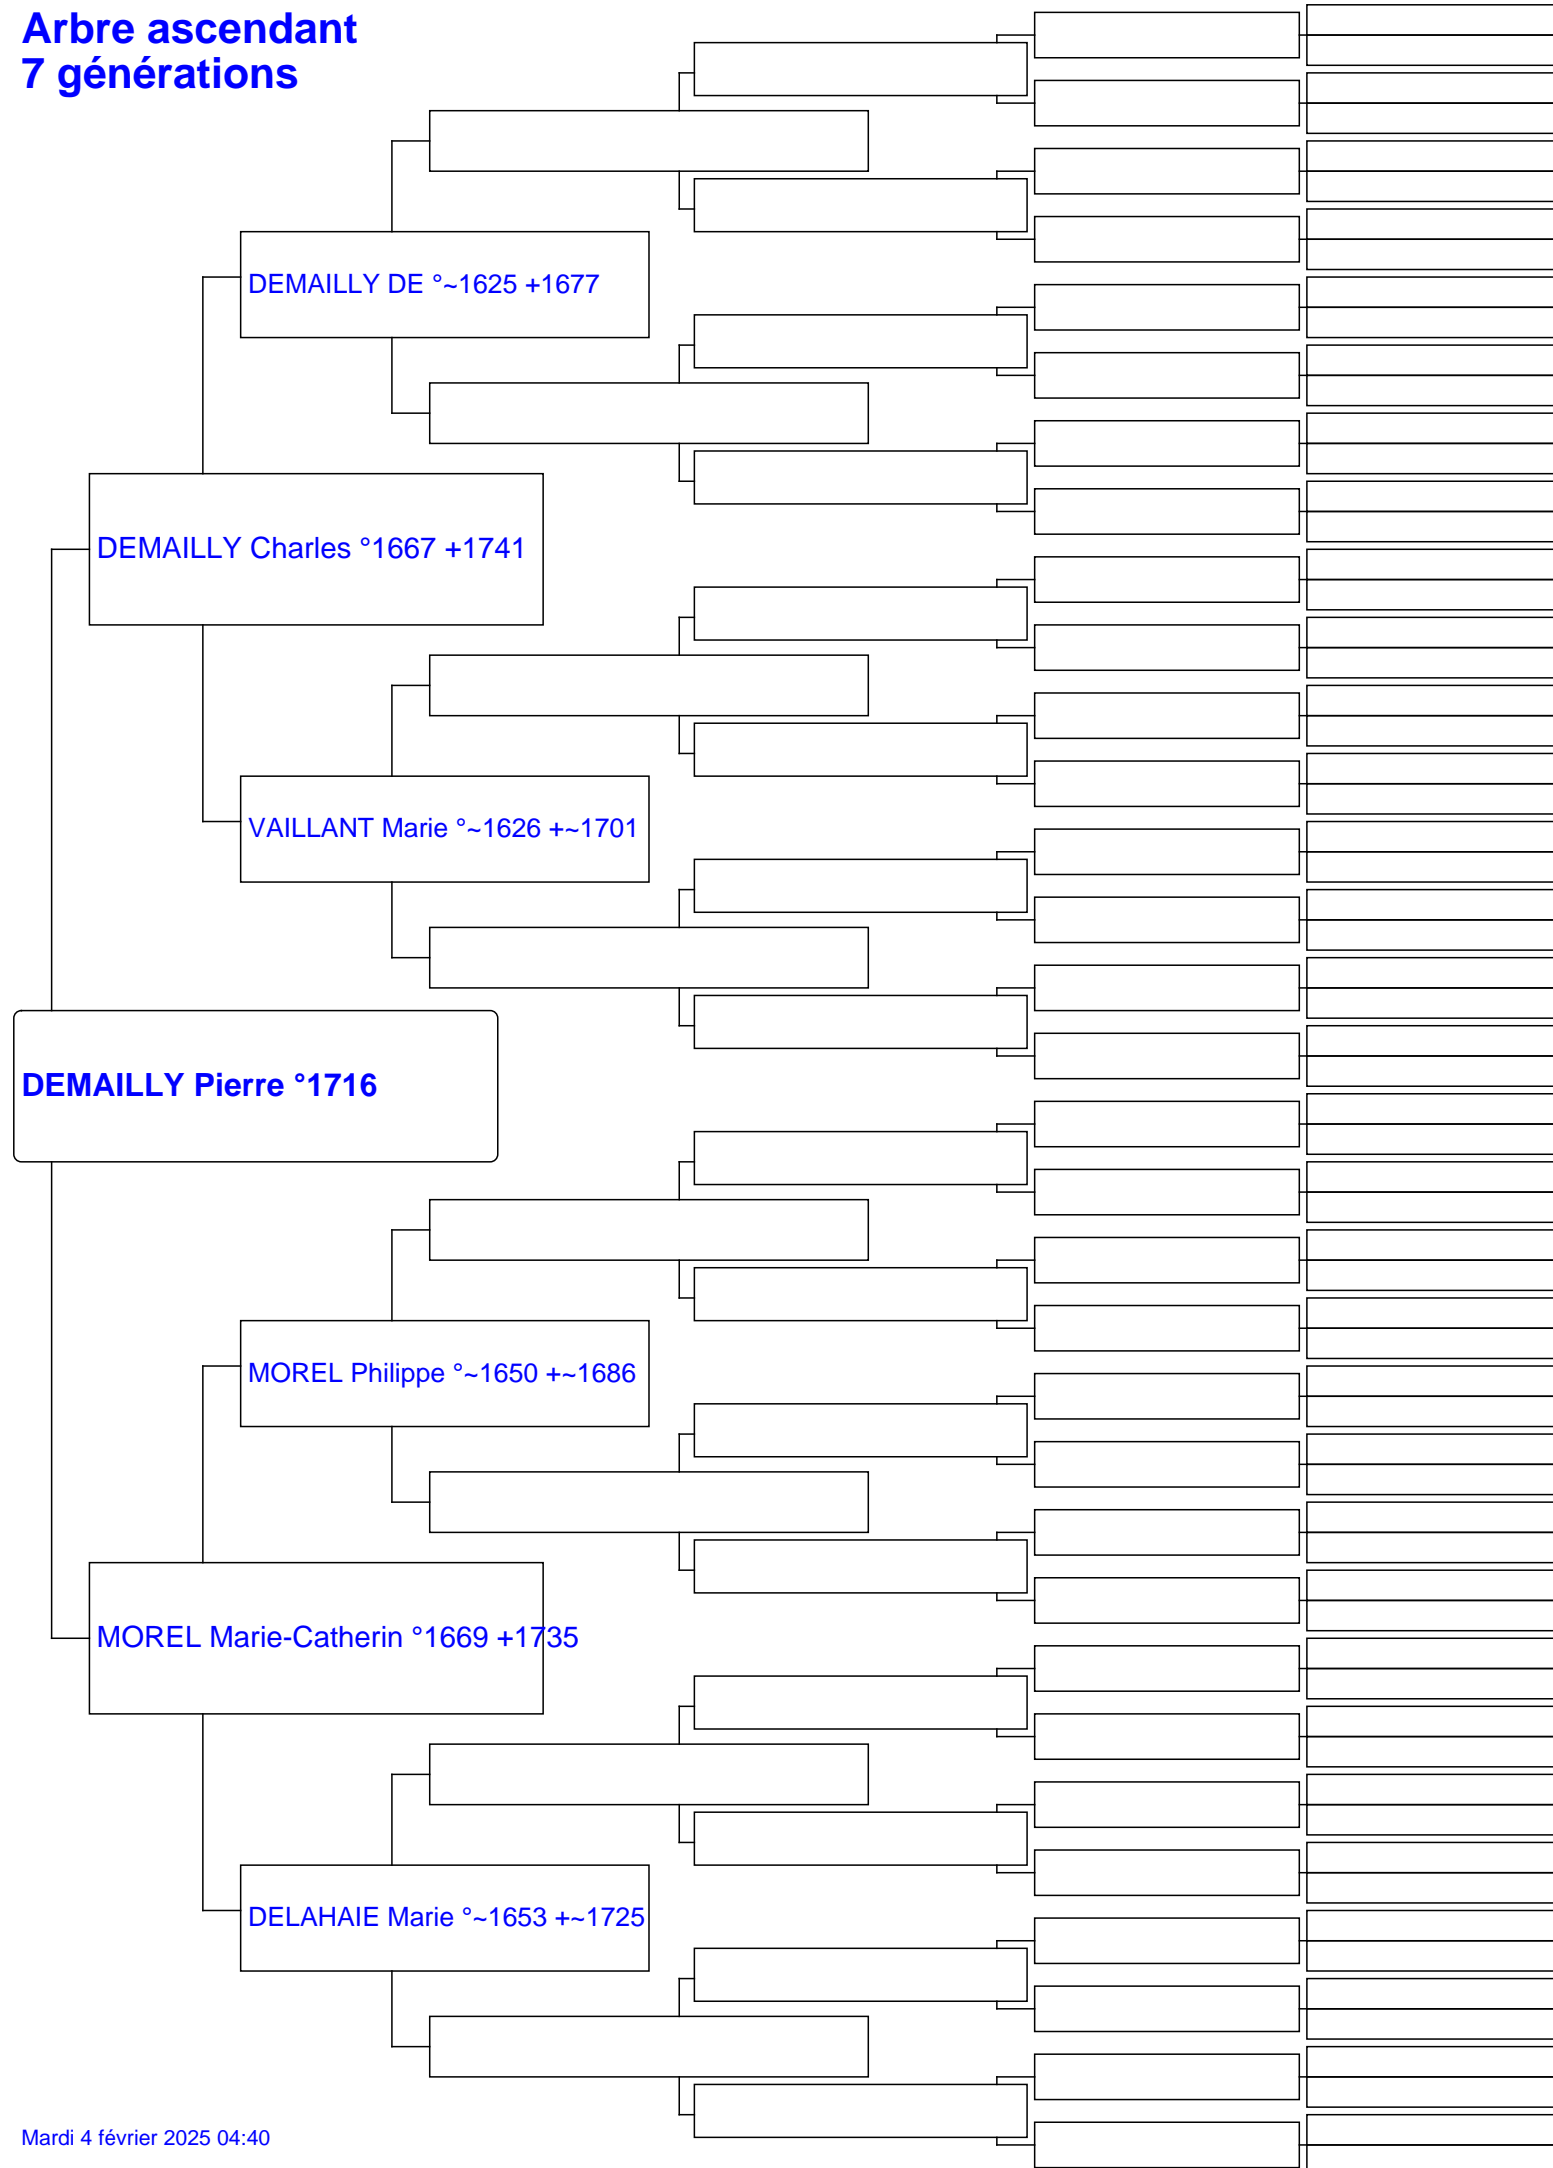 Arbre ascendant
7 générations
DEMAILLY DE °~1625 +1677
DEMAILLY Charles °1667 +1741
VAILLANT Marie °~1626 +~1701
DEMAILLY Pierre °1716
MOREL Philippe °~1650 +~1686
MOREL Marie-Catherin °1669 +1735
DELAHAIE Marie °~1653 +~1725
Mardi 4 février 2025 04:40